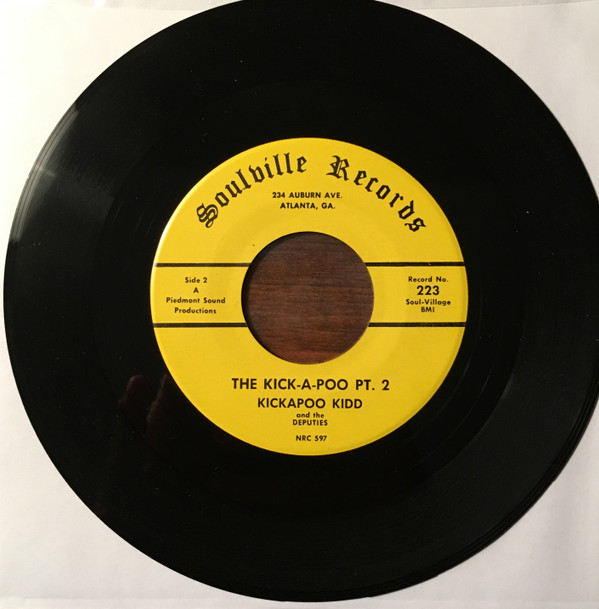 Soulville Records
234 AUBURN AVE.
ATLANTA, GA.
Side 2
A
Piedmont Sound
Productions
Record No.
223
Soul-Village
BMI
THE KICK-A-POO PT. 2
KICKAPOO KIDD
and the
DEPUTIES
NRC 597